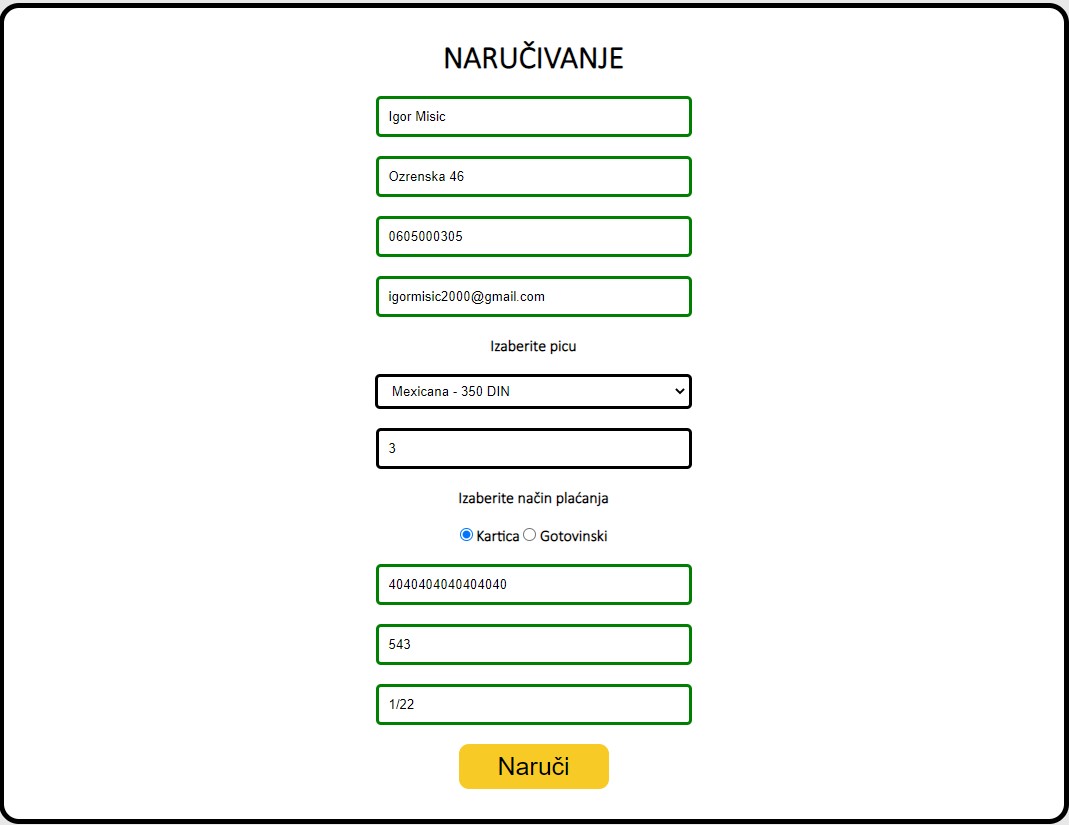 NARUČIVANJE
Igor Misic
Ozrenska 46
0605000305
igormisic2000@gmail.com
Izaberite picu
Mexicana - 350 DIN
3
Izaberite način plaćanja
Kartica Gotovinski
4040404040404040
543
1/22
Naruči